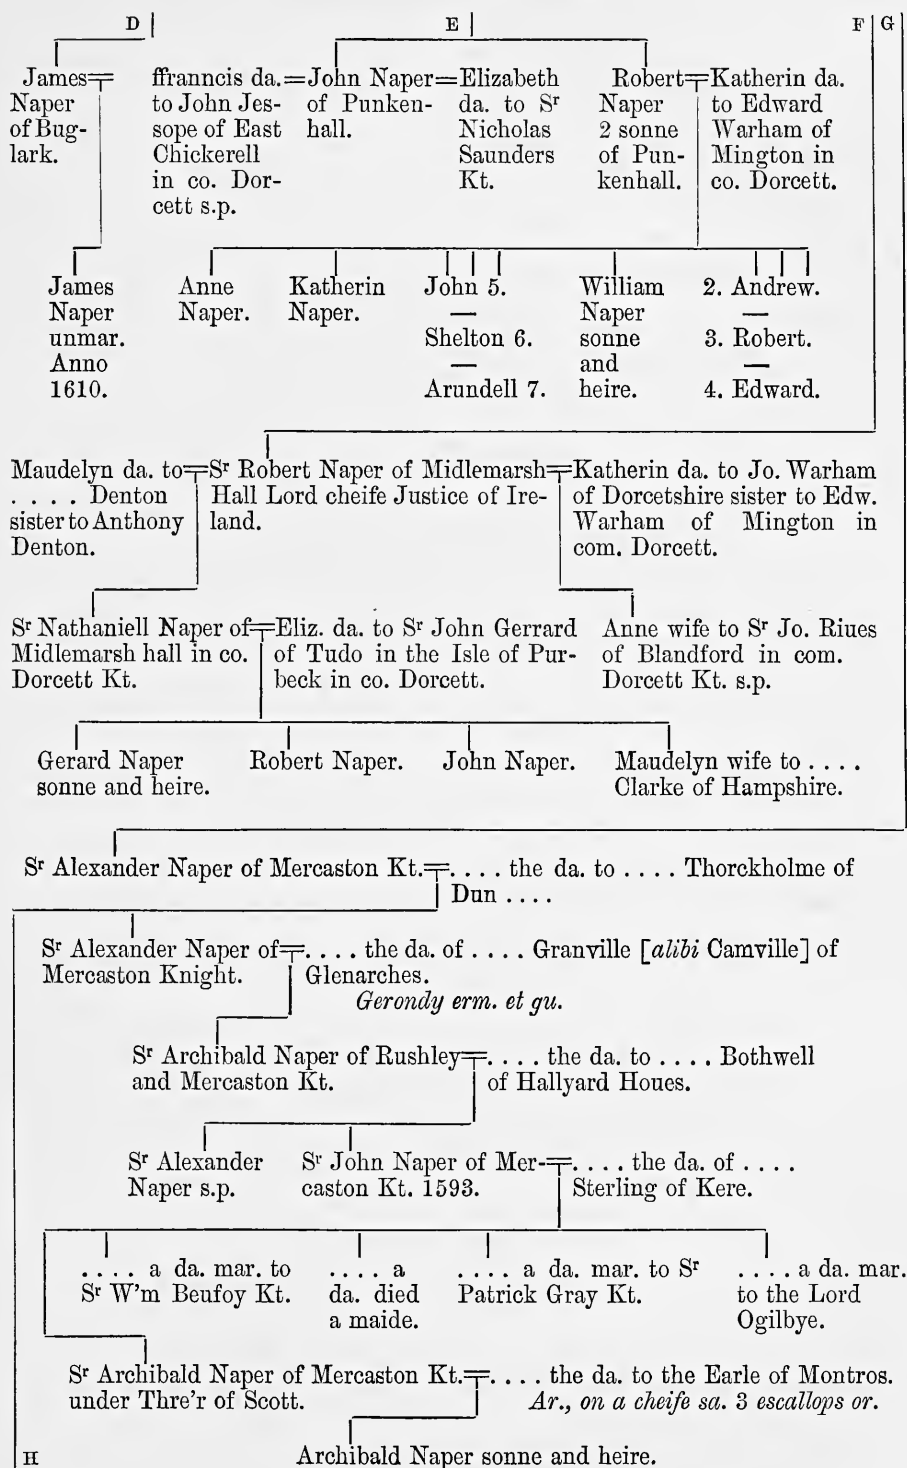 D E F G
James ffranncis da. = John Naper = Elizabeth Robert Katherin da.
Naper to John Jes- of Punken- da. to Sr Naper to Edward
of Bug- sope of East hall. Nicholas 2 sonne Warham of
lark. Chickerell Saunders of Pun- Mington in
in co. Dor- Kt. kenhall. co. Dorcett.
cett s.p.
James Anne Katherin John 5. William 2. Andrew.
Naper Naper. Naper. — Naper —
unmar. Shelton 6. sonne 3. Robert.
Anno — and —
1610. Arundell 7. heire. 4. Edward.
Maudelyn da. to Sr Robert Naper of Midlemarsh Katherin da. to Jo. Warham
. . . . Denton Hall Lord cheife Justice of Ire- of Dorcetshire sister to Edw.
sister to Anthony land. Warham of Mington in
Denton. com. Dorcett.
Sr Nathaniell Naper of Eliz. da. to Sr John Gerrard Anne wife to Sr Jo. Riues
Midlemarsh hall in co. of Tudo in the Isle of Pur- of Blandford in com.
Dorcett Kt. beck in co. Dorcett. Dorcett Kt. s.p.
Gerard Naper Robert Naper. John Naper. Maudelyn wife to . . . .
sonne and heire. Clarke of Hampshire.
Sr Alexander Naper of Mercaston Kt. . . . . the da. to . . . . Thorckholme of
Dun . . . .
Sr Alexander Naper of . . . . the da. of . . . . Granville [alibi Camville] of
Mercaston Knight. Glenarches.
Gerondy erm. et gu.
Sr Archibald Naper of Rushley . . . . the da. to . . . . Bothwell
and Mercaston Kt. of Hallyard Houes.
Sr Alexander Sr John Naper of Mer- . . . . the da. of . . . .
Naper s.p. caston Kt. 1593. Sterling of Kere.
. . . . a da. mar. to . . . . a . . . . a da. mar. to Sr . . . . a da. mar.
Sr W'm Beufoy Kt. da. died Patrick Gray Kt. to the Lord
a maide. Ogilbye.
Sr Archibald Naper of Mercaston Kt. . . . . the da. to the Earle of Montros.
under Thre'r of Scott. Ar., on a cheife sa. 3 escallops or.
H Archibald Naper sonne and heire.